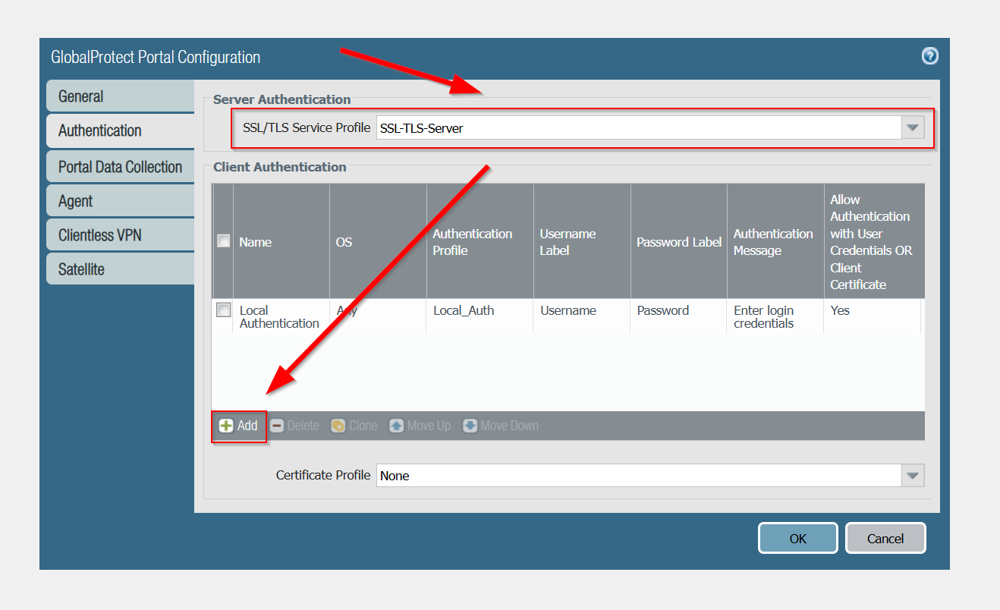 GlobalProtect Portal Configuration
General
Authentication
Portal Data Collection
Agent
Clientless VPN
Satellite
Server Authentication
SSL/TLS Service Profile SSL-TLS-Server
Client Authentication
Name
OS
Authentication
Profile
Username
Label
Password Label
Authentication
Message
Allow
Authentication
with User
Credentials OR
Client
Certificate
Local
Authentication
Any
Local_Auth
Username
Password
Enter login
credentials
Yes
Add Delete Clone Move Up Move Down
Certificate Profile None
OK Cancel